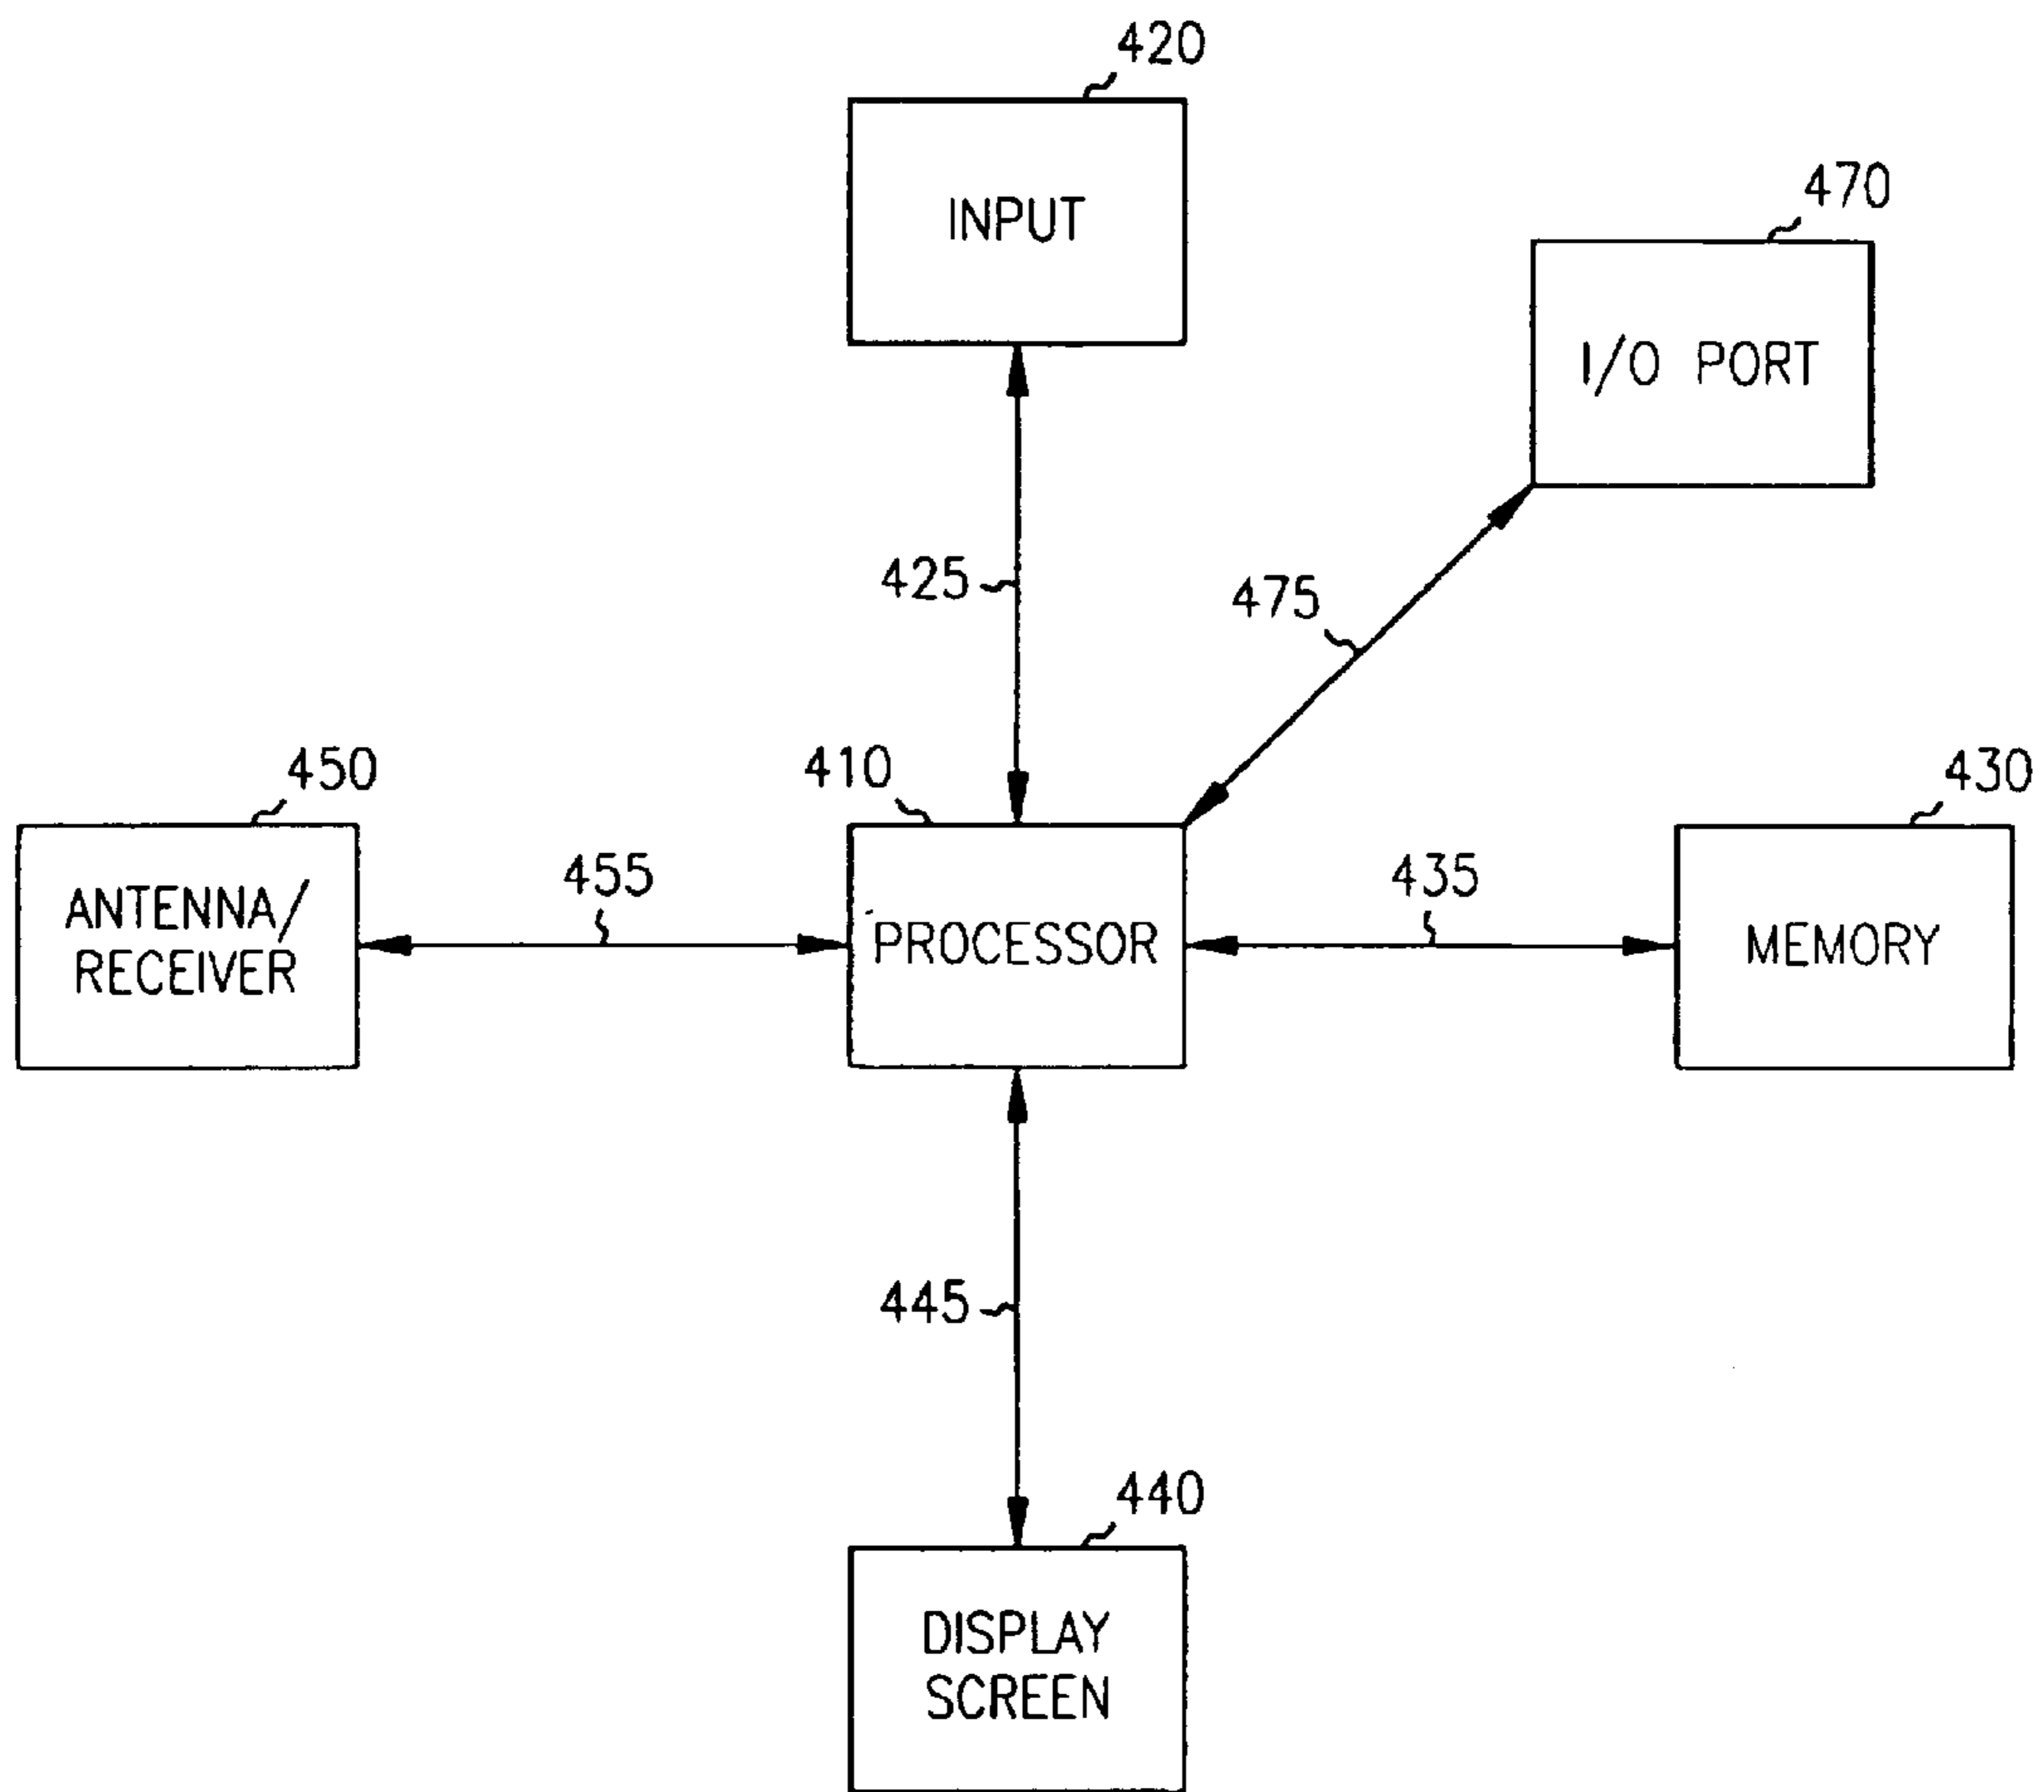 420
INPUT
470
I/O PORT
425
475
450
410
430
ANTENNA/
RECEIVER
455
PROCESSOR
435
MEMORY
445
440
DISPLAY
SCREEN